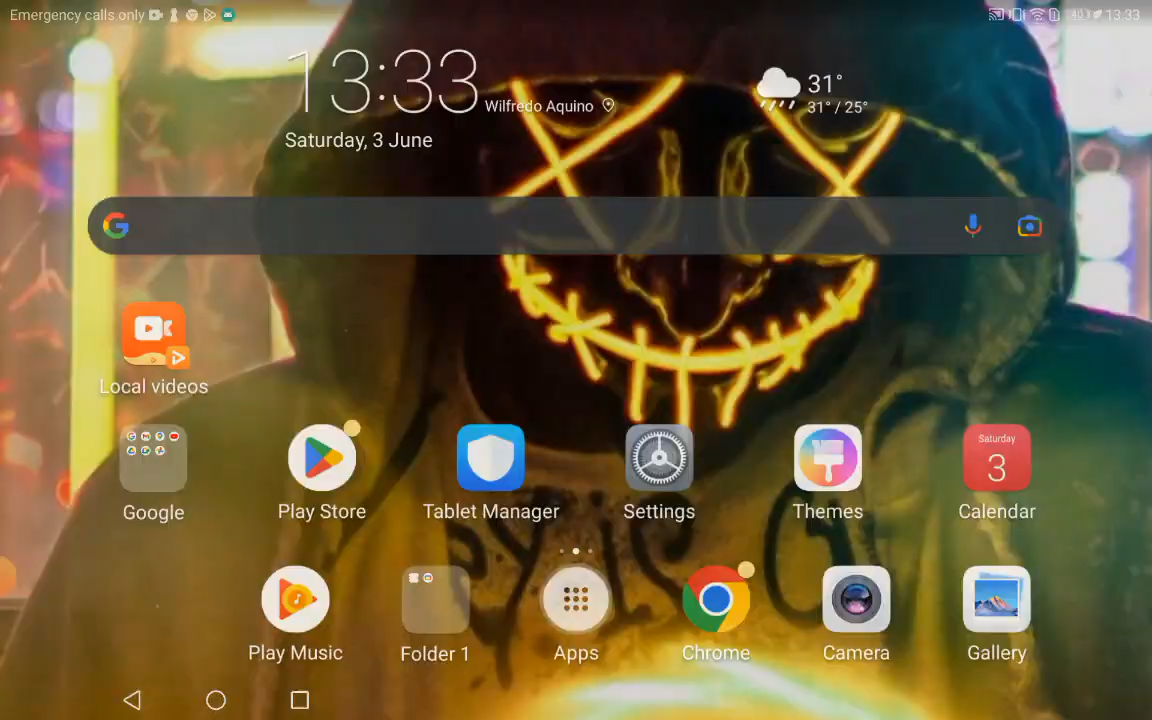 Emergency calls only
40
13:33
13:33
Wilfredo Aquino
31°
31° / 25°
Saturday, 3 June
Local videos
Saturday
3
Google
Play Store
Tablet Manager
Settings
Themes
Calendar
Play Music
Folder 1
Apps
Chrome
Camera
Gallery